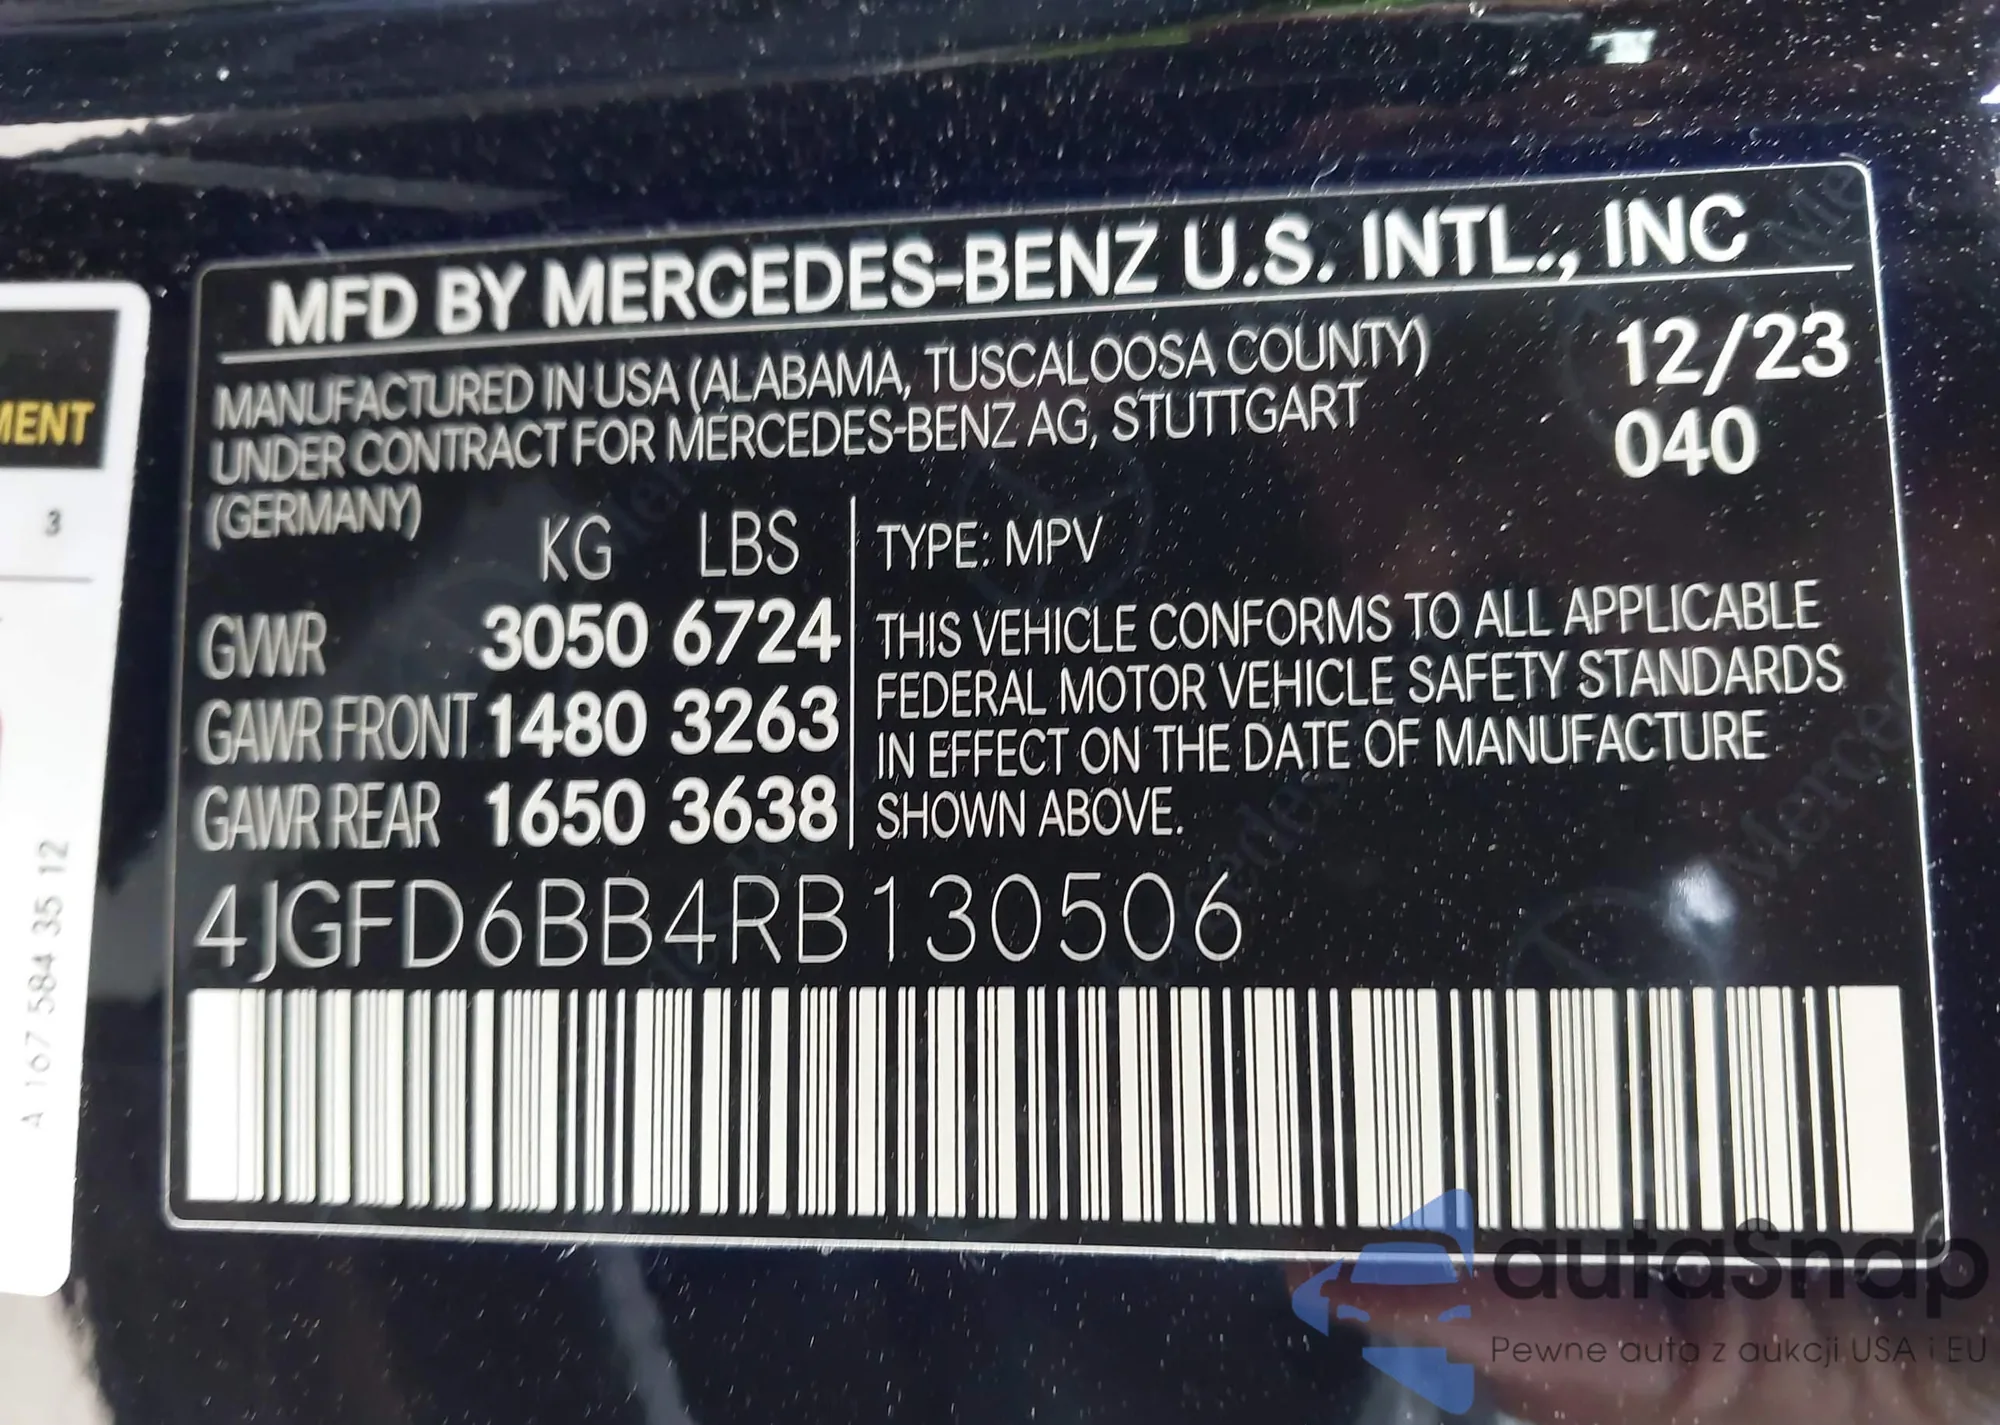 MFD BY MERCEDES-BENZ U.S. INTL., INC
MANUFACTURED IN USA (ALABAMA, TUSCALOOSA COUNTY)
UNDER CONTRACT FOR MERCEDES-BENZ AG, STUTTGART
(GERMANY)
12/23
040
KG LBS
GVWR 3050 6724
GAWR FRONT 1480 3263
GAWR REAR 1650 3638
TYPE: MPV
THIS VEHICLE CONFORMS TO ALL APPLICABLE
FEDERAL MOTOR VEHICLE SAFETY STANDARDS
IN EFFECT ON THE DATE OF MANUFACTURE
SHOWN ABOVE.
4JGFD6BB4RB130506
3
A 167 584 35 12
autaSnap
Pewne auta z aukcji USA i EU